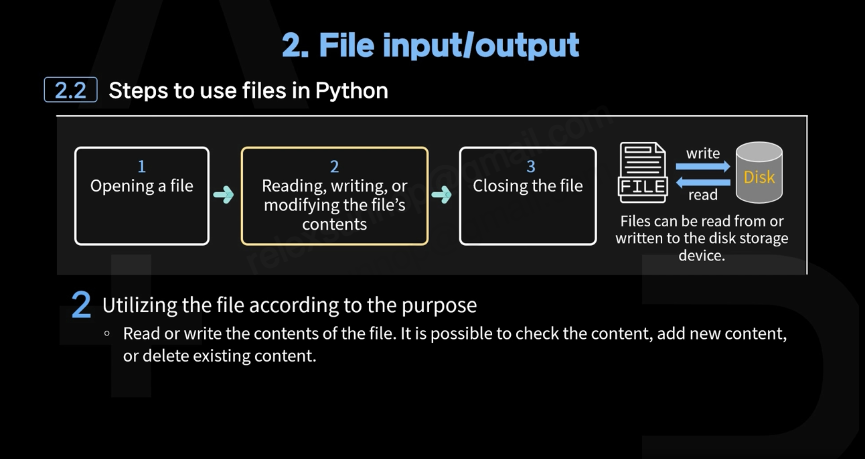 2. File input/output
2.2 Steps to use files in Python
1
Opening a file
2
Reading, writing, or
modifying the file's
contents
3
Closing the file
FILE
write
read
Disk
Files can be read from or
written to the disk storage
device.
2 Utilizing the file according to the purpose
◦ Read or write the contents of the file. It is possible to check the content, add new content,
or delete existing content.